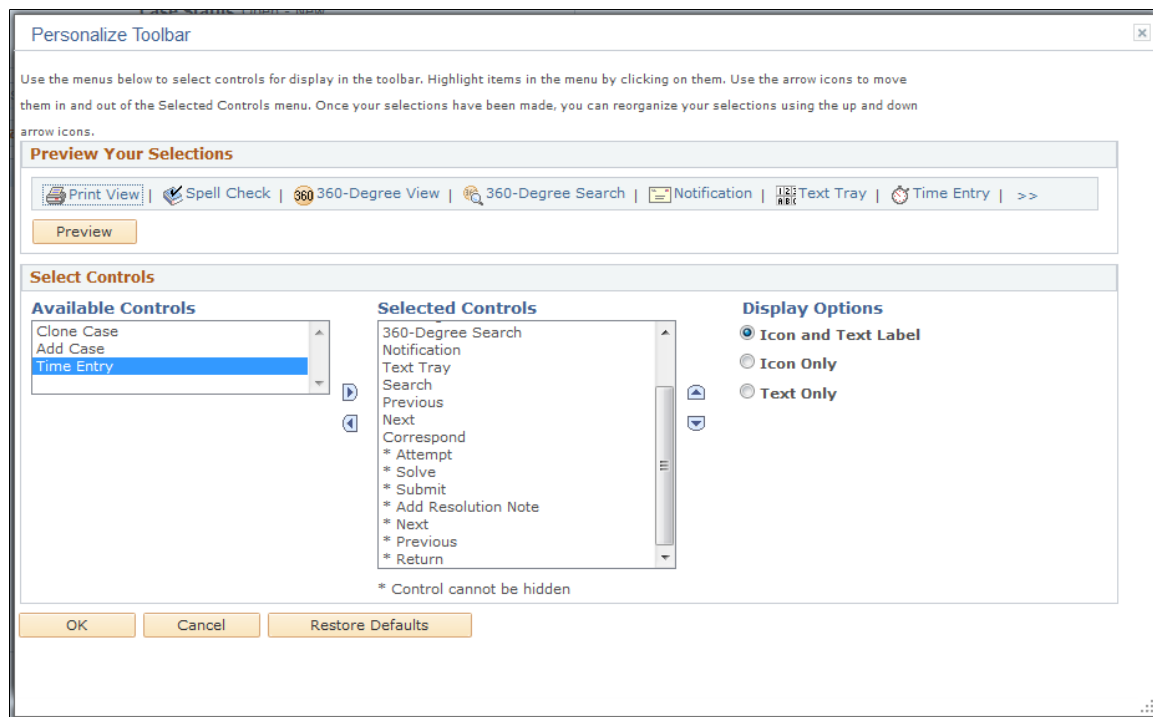 Case Status Open - New
Personalize Toolbar
Use the menus below to select controls for display in the toolbar. Highlight items in the menu by clicking on them. Use the arrow icons to move
them in and out of the Selected Controls menu. Once your selections have been made, you can reorganize your selections using the up and down
arrow icons.
Preview Your Selections
Print View | Spell Check | 360 360-Degree View | 360-Degree Search | Notification | Text Tray | Time Entry | >>
Preview
Select Controls
Available Controls
Clone Case
Add Case
Time Entry
Selected Controls
360-Degree Search
Notification
Text Tray
Search
Previous
Next
Correspond
* Attempt
* Solve
* Submit
* Add Resolution Note
* Next
* Previous
* Return
* Control cannot be hidden
Display Options
Icon and Text Label
Icon Only
Text Only
OK Cancel Restore Defaults